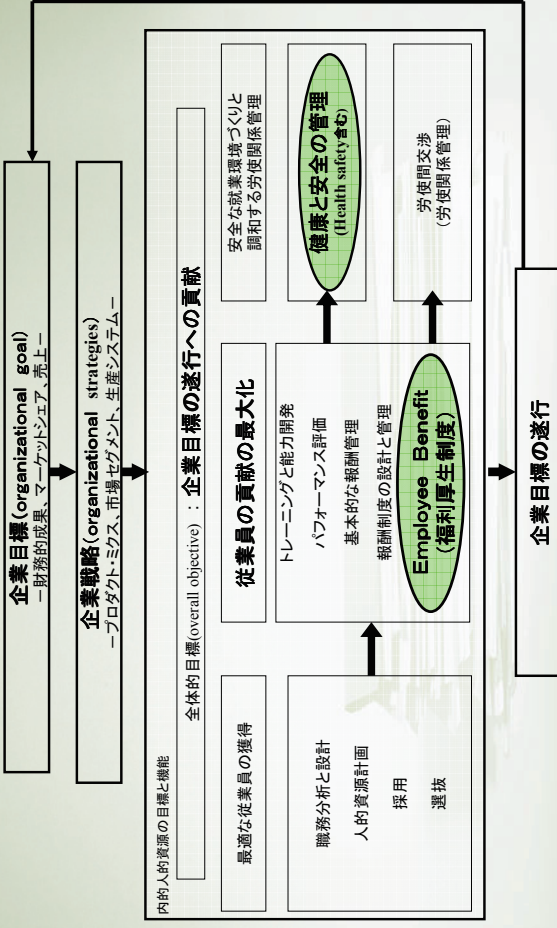 企業目標(organizational goal)
－財務的成果、マーケットシェア、売上－
企業戦略(organizational strategies)
－プロダクト・ミクス、市場セグメント、生産システム－
内的人的資源の目標と機能
全体的目標(overall objective) ：企業目標の遂行への貢献
最適な従業員の獲得
職務分析と設計
人的資源計画
採用
選抜
従業員の貢献の最大化
トレーニングと能力開発
パフォーマンス評価
基本的な報酬管理
報酬制度の設計と管理
Employee Benefit
(福利厚生制度)
安全な就業環境づくりと
調和する労使関係管理
健康と安全の管理
(Health safety含む)
労使間交渉
(労使関係管理)
企業目標の遂行